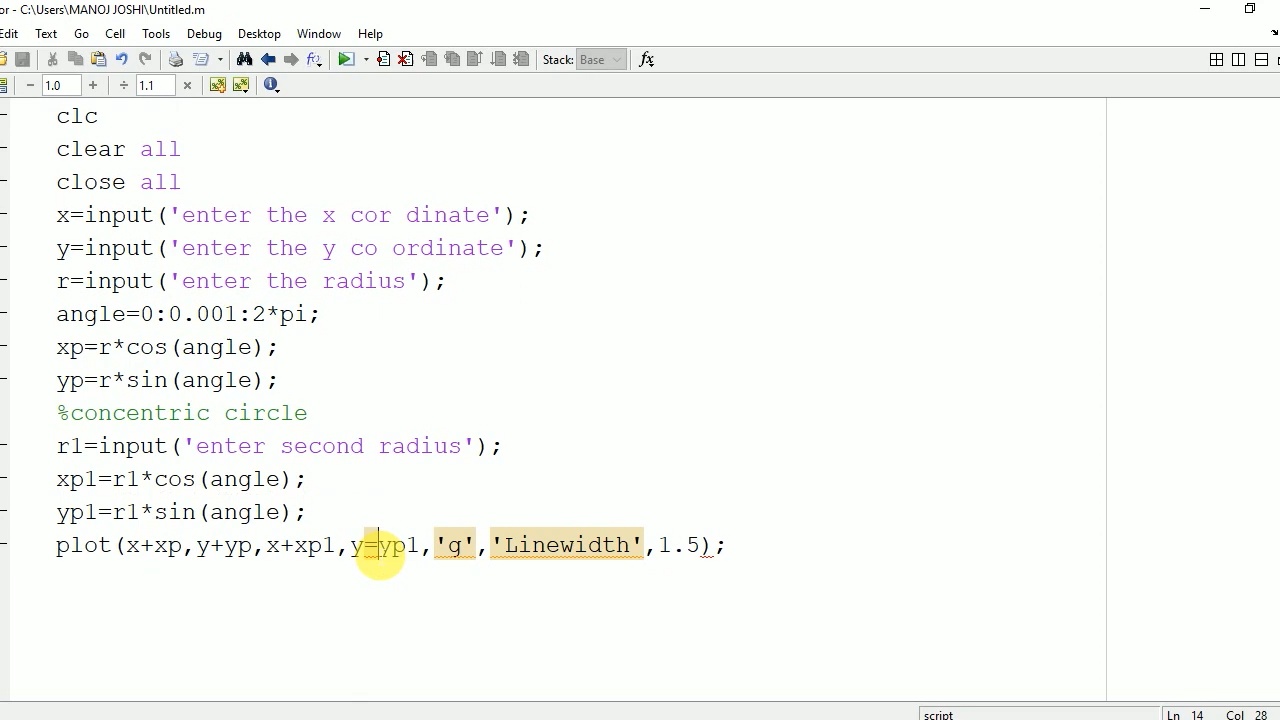 or - C:\Users\MANOJ JOSHI\Untitled.m
Edit Text Go Cell Tools Debug Desktop Window Help
Stack: Base fx
− 1.0 + ÷ 1.1 ×
clc
clear all
close all
x=input('enter the x cor dinate');
y=input('enter the y co ordinate');
r=input('enter the radius');
angle=0:0.001:2*pi;
xp=r*cos(angle);
yp=r*sin(angle);
%concentric circle
r1=input('enter second radius');
xp1=r1*cos(angle);
yp1=r1*sin(angle);
plot(x+xp,y+yp,x+xp1,y=yp1,'g','Linewidth',1.5);
script Ln 14 Col 28